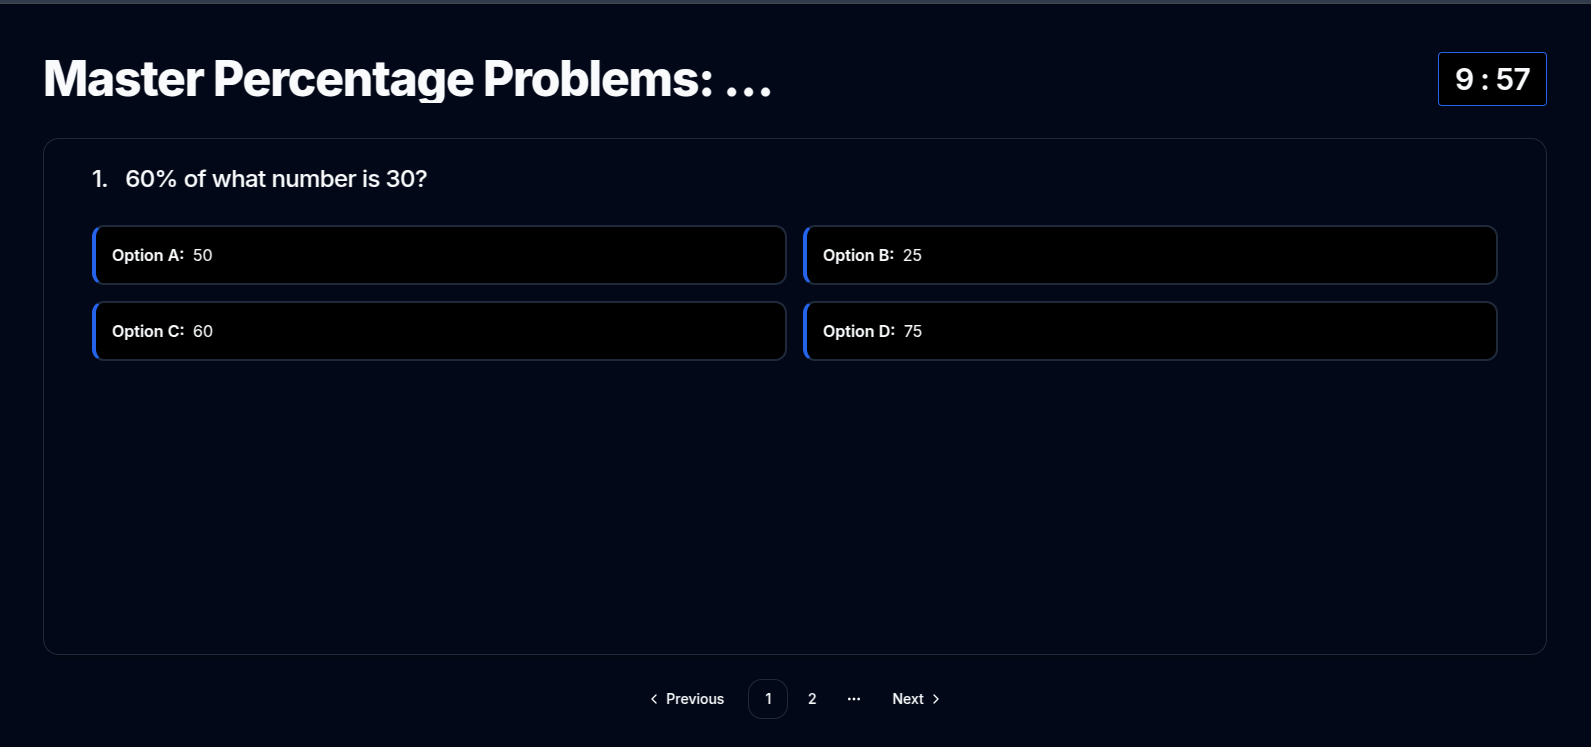 Master Percentage Problems: ...
9 : 57
1. 60% of what number is 30?
Option A: 50
Option B: 25
Option C: 60
Option D: 75
Previous 1 2 ... Next